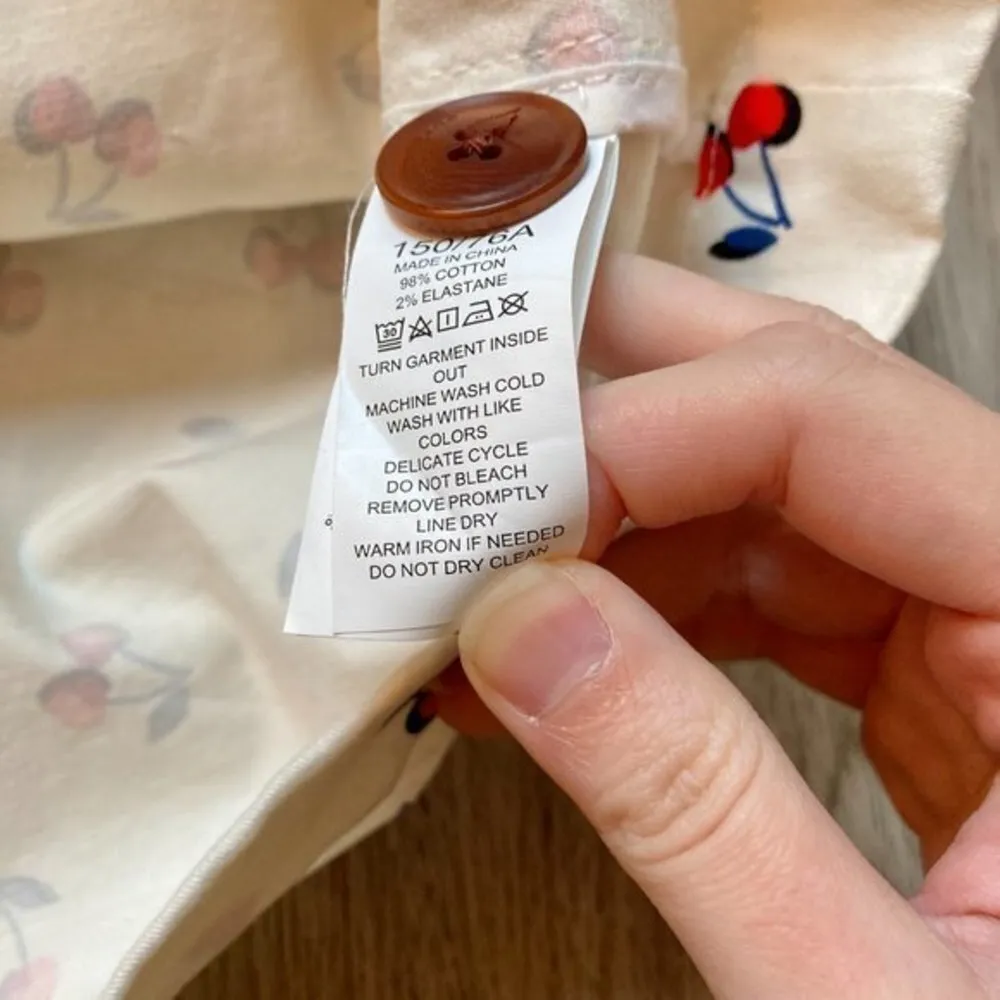 150/76A
MADE IN CHINA
98% COTTON
2% ELASTANE
30
TURN GARMENT INSIDE
OUT
MACHINE WASH COLD
WASH WITH LIKE
COLORS
DELICATE CYCLE
DO NOT BLEACH
REMOVE PROMPTLY
LINE DRY
WARM IRON IF NEEDED
DO NOT DRY CLEAN